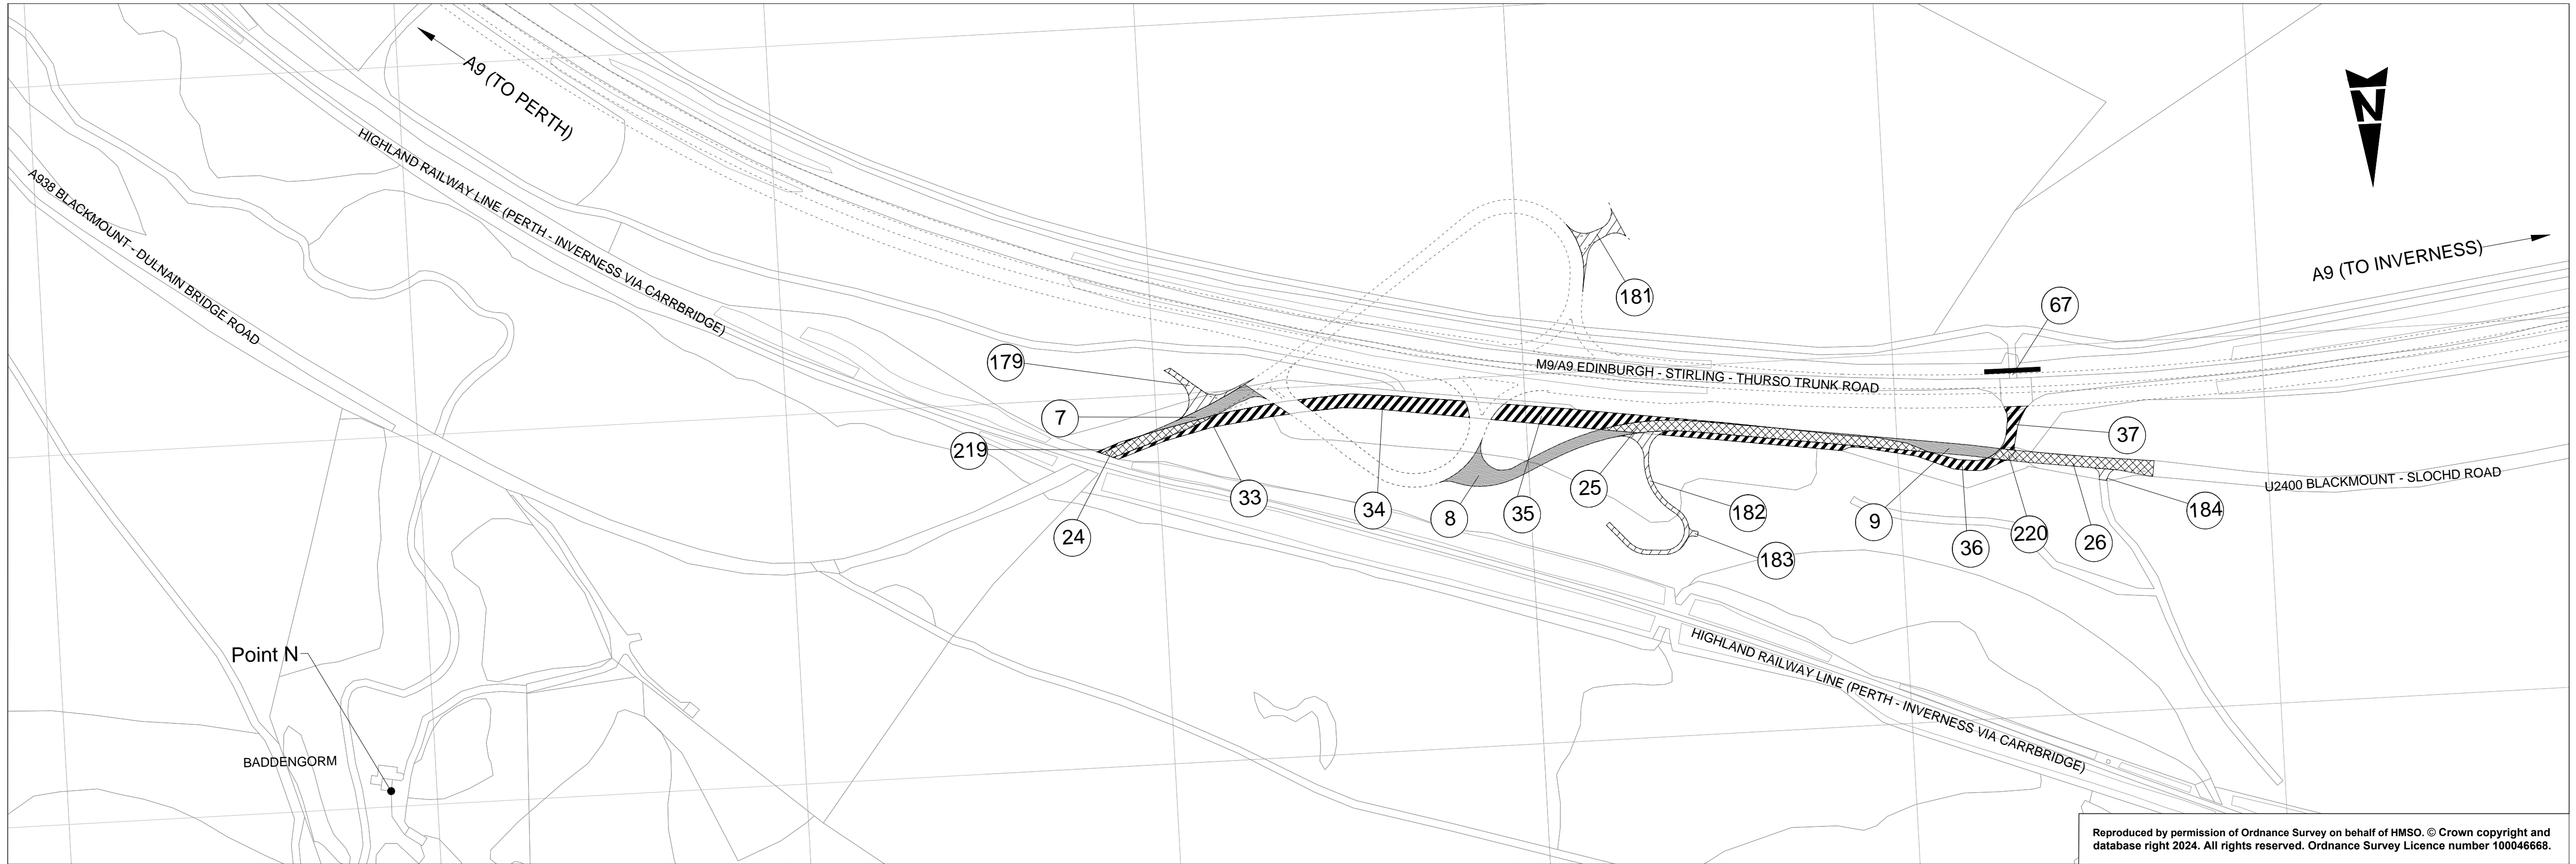 A9 (TO PERTH)
HIGHLAND RAILWAY LINE (PERTH - INVERNESS VIA CARRBRIDGE)
A938 BLACKMOUNT - DULNAIN BRIDGE ROAD
N
A9 (TO INVERNESS)
181
67
M9/A9 EDINBURGH - STIRLING - THURSO TRUNK ROAD
179
7
219
24
33
34
8
35
25
182
183
9
36
220
26
37
184
U2400 BLACKMOUNT - SLOCHD ROAD
HIGHLAND RAILWAY LINE (PERTH - INVERNESS VIA CARRBRIDGE)
Point N
BADDENGORM
Reproduced by permission of Ordnance Survey on behalf of HMSO. © Crown copyright and
database right 2024. All rights reserved. Ordnance Survey Licence number 100046668.